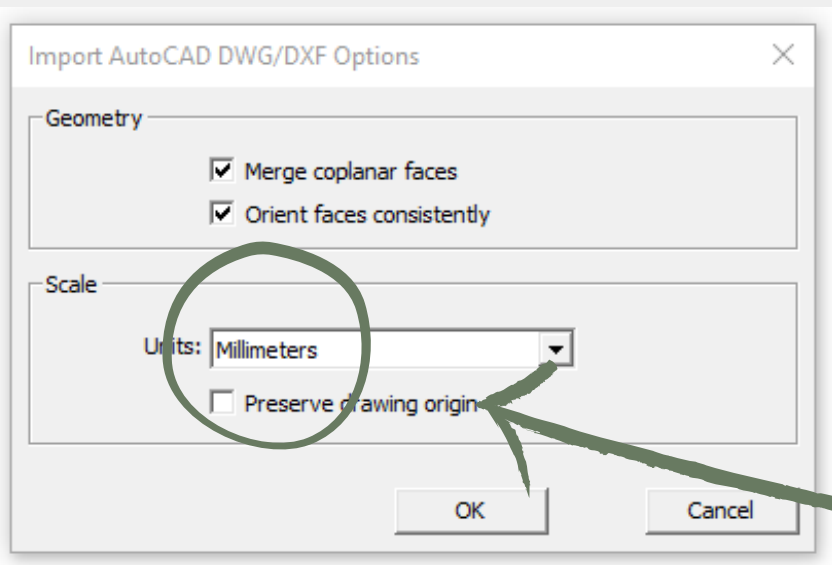 Import AutoCAD DWG/DXF Options
Geometry
Merge coplanar faces
Orient faces consistently
Scale
Units: Millimeters
Preserve drawing origin
OK Cancel